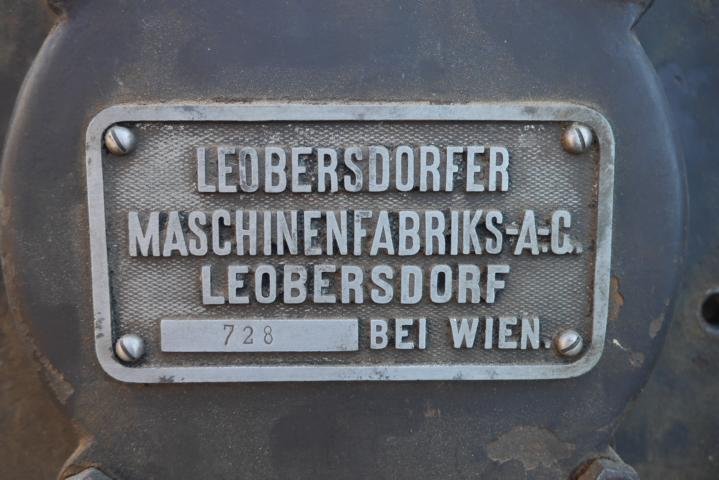 LEOBERSDORFER
MASCHINENFABRIKS-A.G.
LEOBERSDORF
728 BEI WIEN.